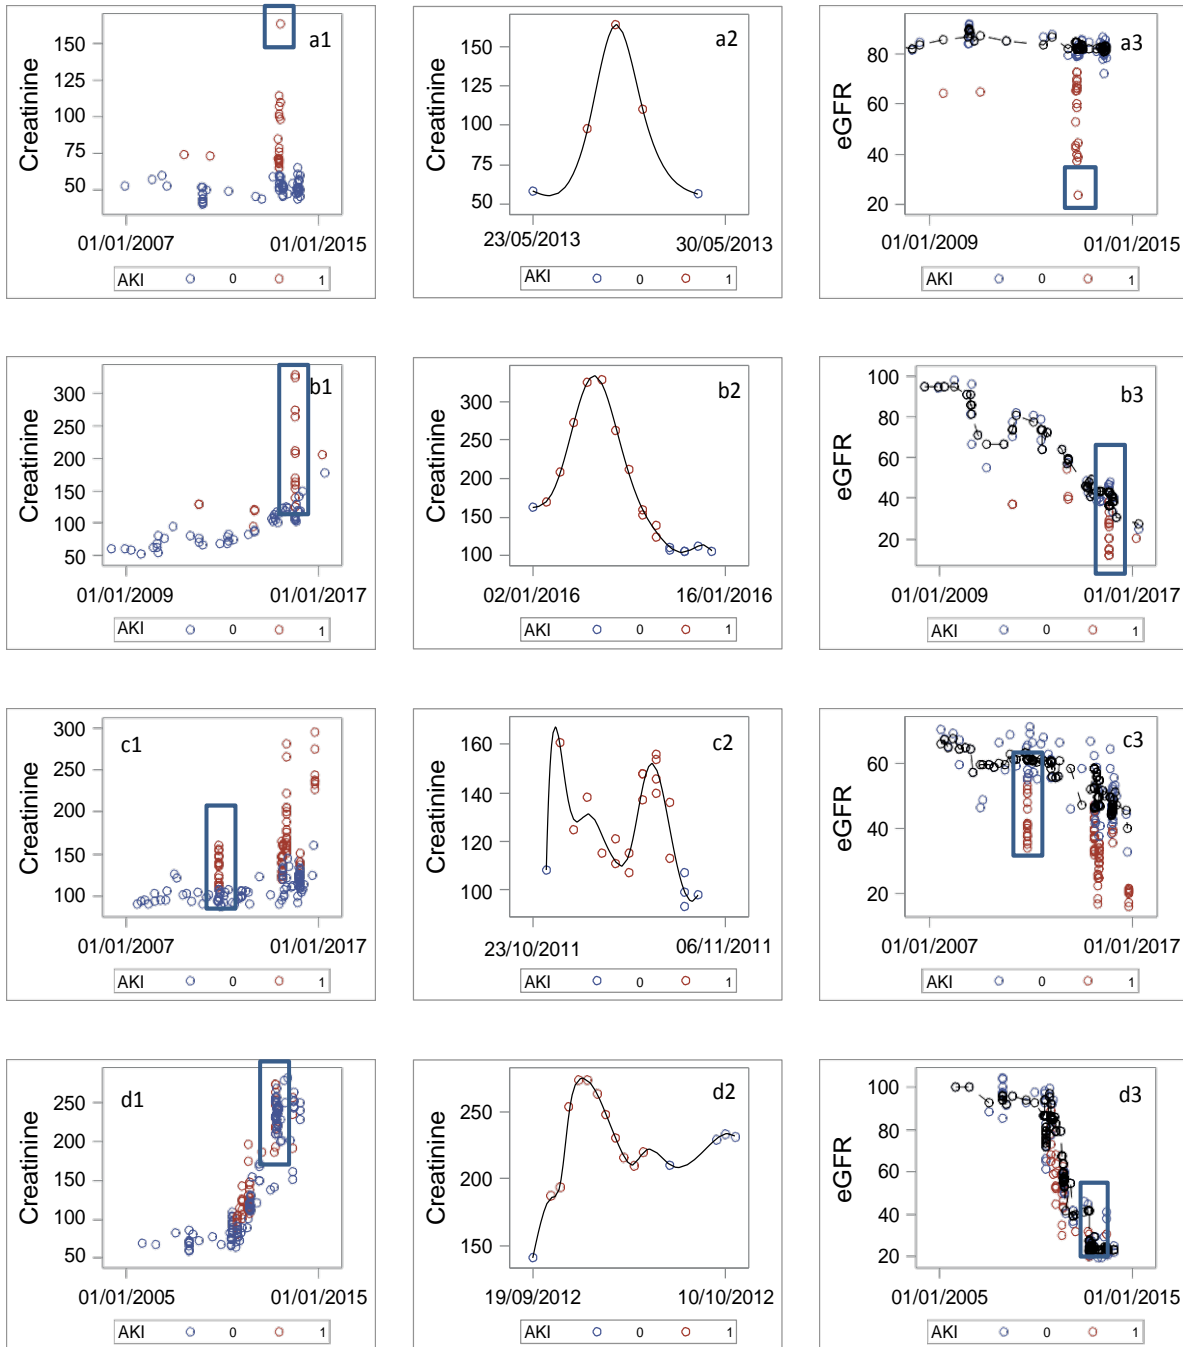 a1
Creatinine
150
125
100
75
50
01/01/2007 01/01/2015
AKI 0 1
a2
Creatinine
150
125
100
75
50
23/05/2013 30/05/2013
AKI 0 1
a3
eGFR
80
60
40
20
01/01/2009 01/01/2015
AKI 0 1
b1
Creatinine
300
250
200
150
100
50
01/01/2009 01/01/2017
AKI 0 1
b2
Creatinine
300
250
200
150
100
02/01/2016 16/01/2016
AKI 0 1
b3
eGFR
100
80
60
40
20
01/01/2009 01/01/2017
AKI 0 1
c1
Creatinine
300
250
200
150
100
01/01/2007 01/01/2017
AKI 0 1
c2
Creatinine
160
140
120
100
23/10/2011 06/11/2011
AKI 0 1
c3
eGFR
60
40
20
01/01/2007 01/01/2017
AKI 0 1
d1
Creatinine
250
200
150
100
50
01/01/2005 01/01/2015
AKI 0 1
d2
Creatinine
250
200
150
19/09/2012 10/10/2012
AKI 0 1
d3
eGFR
100
80
60
40
20
01/01/2005 01/01/2015
AKI 0 1